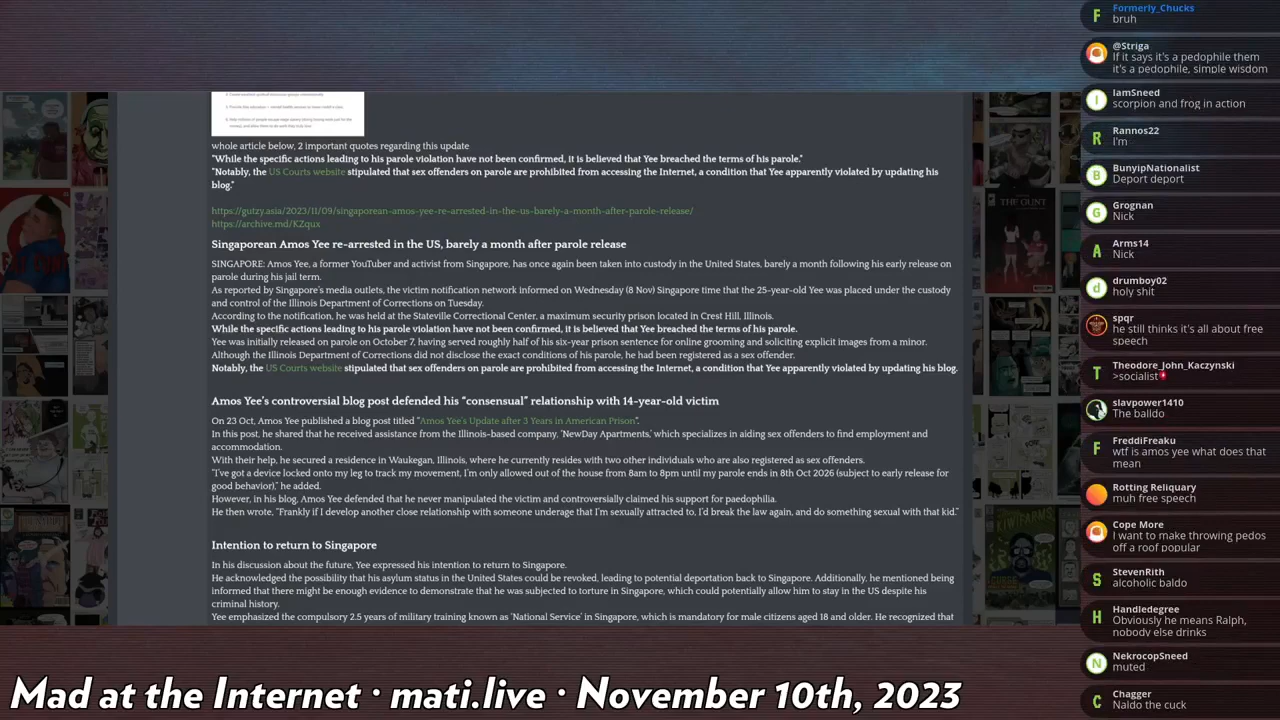 whole article below, 2 important quotes regarding this update
"While the specific actions leading to his parole violation have not been confirmed, it is believed that Yee breached the terms of his parole."
"Notably, the US Courts website stipulated that sex offenders on parole are prohibited from accessing the Internet, a condition that Yee apparently violated by updating his
blog."
https://gutzy.asia/2023/11/09/singaporean-amos-yee-re-arrested-in-the-us-barely-a-month-after-parole-release/
https://archive.md/KZqux
Singaporean Amos Yee re-arrested in the US, barely a month after parole release
SINGAPORE: Amos Yee, a former YouTuber and activist from Singapore, has once again been taken into custody in the United States, barely a month following his early release on
parole during his jail term.
As reported by Singapore's media outlets, the victim notification network informed on Wednesday (8 Nov) Singapore time that the 25-year-old Yee was placed under the custody
and control of the Illinois Department of Corrections on Tuesday.
According to the notification, he was held at the Stateville Correctional Center, a maximum security prison located in Crest Hill, Illinois.
While the specific actions leading to his parole violation have not been confirmed, it is believed that Yee breached the terms of his parole.
Yee was initially released on parole on October 7, having served roughly half of his six-year prison sentence for online grooming and soliciting explicit images from a minor.
Although the Illinois Department of Corrections did not disclose the exact conditions of his parole, he had been registered as a sex offender.
Notably, the US Courts website stipulated that sex offenders on parole are prohibited from accessing the Internet, a condition that Yee apparently violated by updating his blog.
Amos Yee's controversial blog post defended his "consensual" relationship with 14-year-old victim
On 23 Oct, Amos Yee published a blog post titled "Amos Yee's Update after 3 Years in American Prison".
In this post, he shared that he received assistance from the Illinois-based company, 'NewDay Apartments,' which specializes in aiding sex offenders to find employment and
accommodation.
With their help, he secured a residence in Waukegan, Illinois, where he currently resides with two other individuals who are also registered as sex offenders.
"I've got a device locked onto my leg to track my movement, I'm only allowed out of the house from 8am to 8pm until my parole ends in 8th Oct 2026 (subject to early release for
good behavior)," he added.
However, in his blog, Amos Yee defended that he never manipulated the victim and controversially claimed his support for paedophilia.
He then wrote, "Frankly if I develop another close relationship with someone underage that I'm sexually attracted to, I'd break the law again, and do something sexual with that kid."
Intention to return to Singapore
In his discussion about the future, Yee expressed his intention to return to Singapore.
He acknowledged the possibility that his asylum status in the United States could be revoked, leading to potential deportation back to Singapore. Additionally, he mentioned being
informed that there might be enough evidence to demonstrate that he was subjected to torture in Singapore, which could potentially allow him to stay in the US despite his
criminal history.
Yee emphasized the compulsory 2.5 years of military training known as 'National Service' in Singapore, which is mandatory for male citizens aged 18 and older. He recognized that
Formerly_Chucks
bruh
@Striga
If it says it's a pedophile them
it's a pedophile, simple wisdom
IamSneed
scorpion and frog in action
Rannos22
I'm
BunyipNationalist
Deport deport
Grognan
Nick
Arms14
Nick
drumboy02
holy shit
spqr
he still thinks it's all about free
speech
Theodore_John_Kaczynski
>socialist
slavpower1410
The balldo
FreddiFreaku
wtf is amos yee what does that
mean
Rotting Reliquary
muh free speech
Cope More
I want to make throwing pedos
off a roof popular
StevenRith
alcoholic baldo
Handledegree
Obviously he means Ralph,
nobody else drinks
NekrocopSneed
muted
Chagger
Naldo the cuck
THE GUNT
KIWIFARMS
Mad at the Internet • mati.live • November 10th, 2023